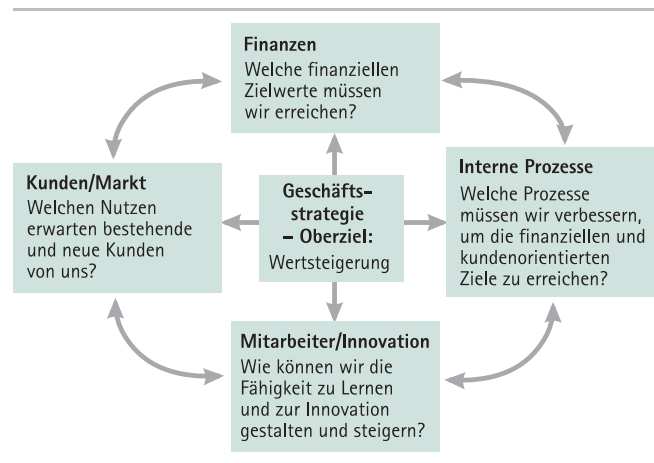 Finanzen
Welche finanziellen
Zielwerte müssen
wir erreichen?
Kunden/Markt
Welchen Nutzen
erwarten bestehende
und neue Kunden
von uns?
Geschäfts-
strategie
– Oberziel:
Wertsteigerung
Interne Prozesse
Welche Prozesse
müssen wir verbessern,
um die finanziellen und
kundenorientierten
Ziele zu erreichen?
Mitarbeiter/Innovation
Wie können wir die
Fähigkeit zu Lernen
und zur Innovation
gestalten und steigern?